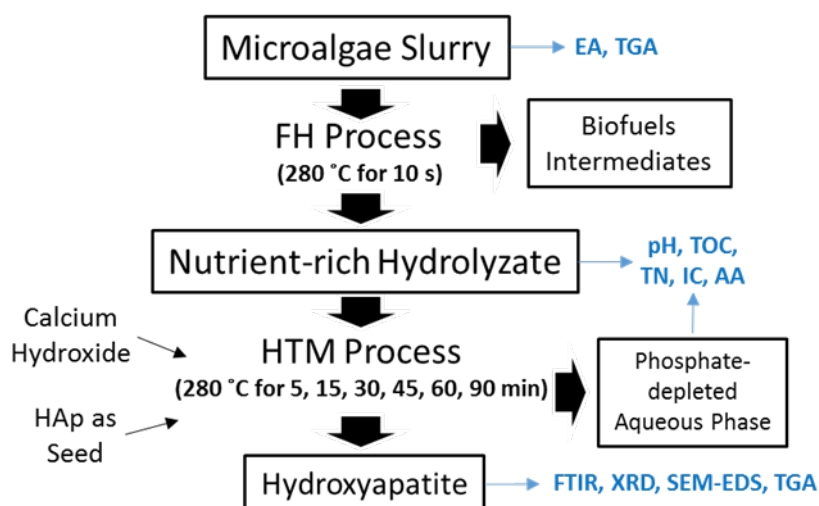 Microalgae Slurry
EA, TGA
FH Process
(280 ˚C for 10 s)
Biofuels
Intermediates
Nutrient-rich Hydrolyzate
pH, TOC,
TN, IC, AA
Calcium
Hydroxide
HTM Process
(280 ˚C for 5, 15, 30, 45, 60, 90 min)
Phosphate-
depleted
Aqueous Phase
HAp as
Seed
Hydroxyapatite
FTIR, XRD, SEM-EDS, TGA